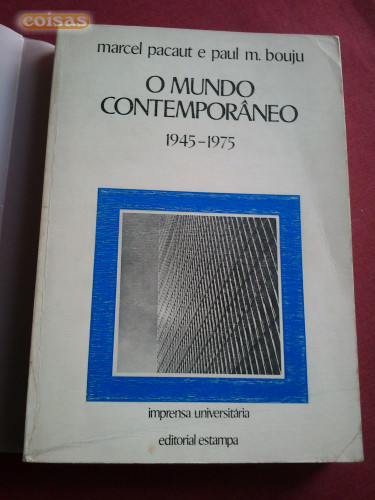 coisas
marcel pacaut e paul m. bouju
O MUNDO
CONTEMPORÂNEO
1945-1975
imprensa universitária
editorial estampa